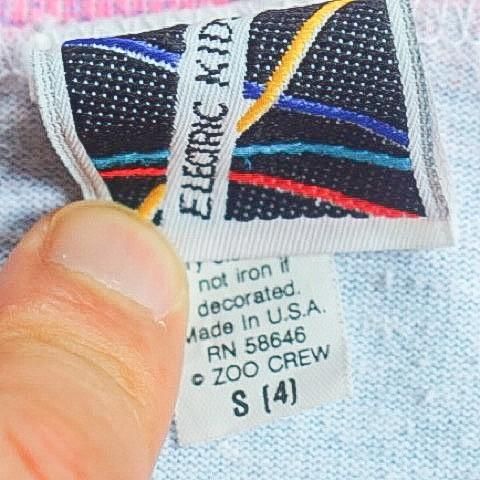 ELECTRIC KIDS
not iron if
decorated.
Made In U.S.A.
RN 58646
© ZOO CREW
S (4)